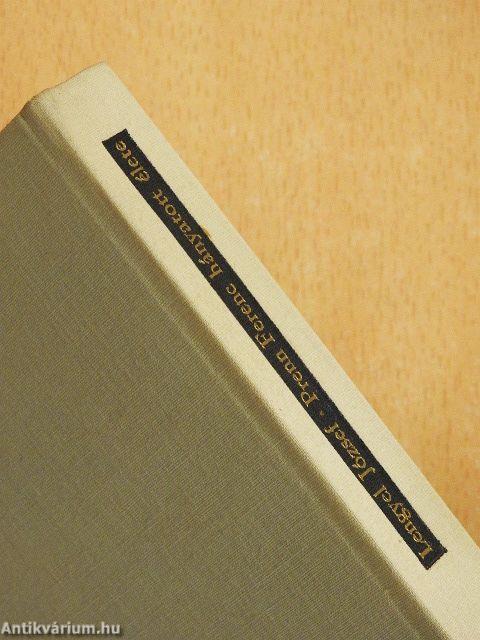 Lengyel József · Prenn Ferenc hányatott élete
Antikvárium.hu